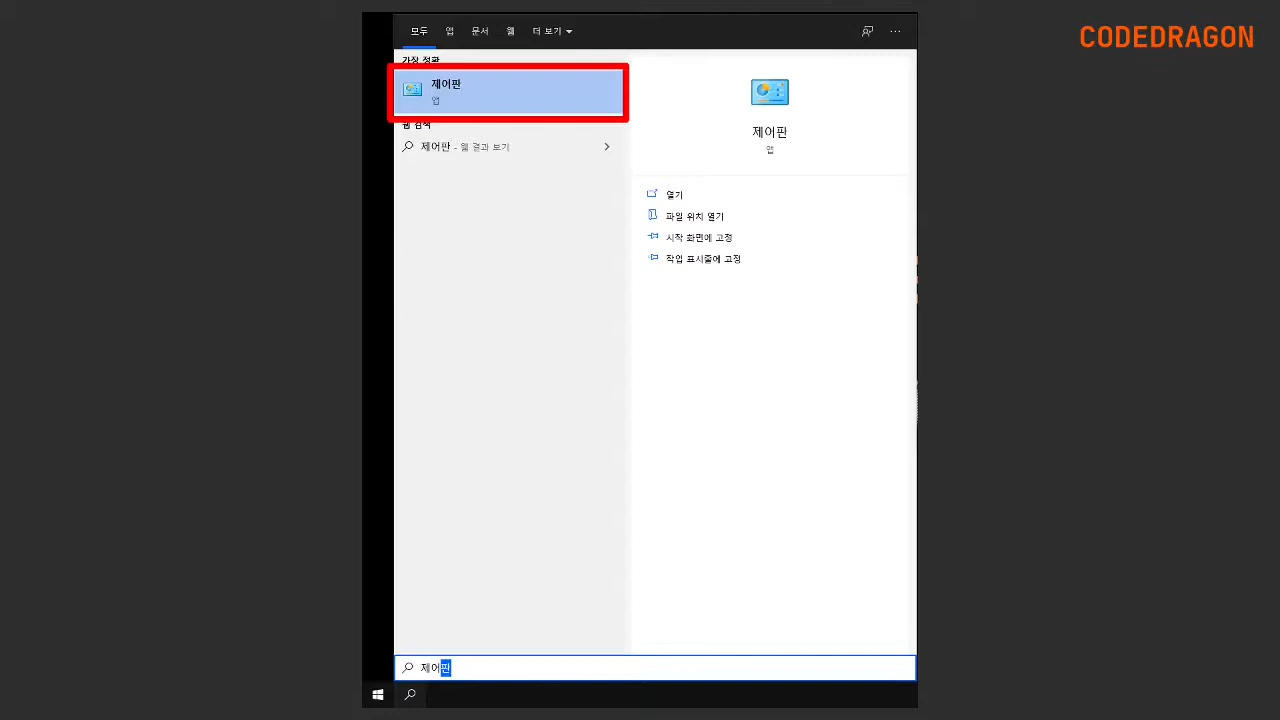 CODEDRAGON
모두 앱 문서 웹 더 보기
가장 정확
제어판
앱
웹 검색
제어판 - 웹 결과 보기
제어판
앱
열기
파일 위치 열기
시작 화면에 고정
작업 표시줄에 고정
제어판